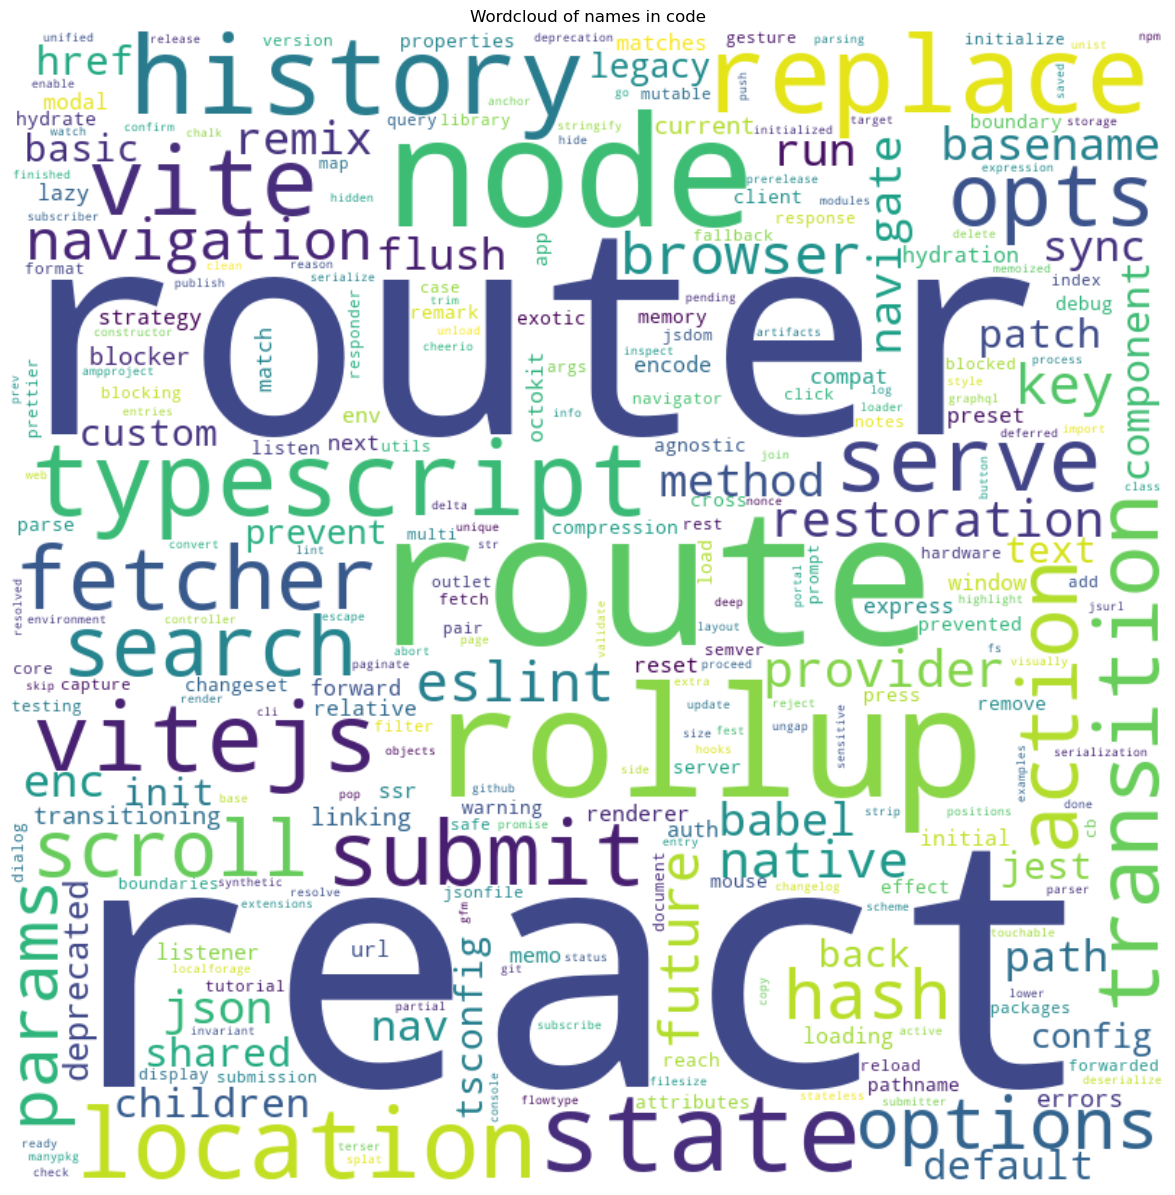 Wordcloud of names in code
unified
release
version
properties
deprecation
matches
gesture
parsing
initialize
unist
npm
href
history
legacy
replace
enable
modal
anchor
go
mutable
push
saved
hydrate
query
library
stringify
current
initialized
target
boundary
storage
watch
confirm
chalk
remix
hide
basic
vite
map
node
run
basename
finished
lazy
hidden
prerelease
expression
client
modules
opts
subscriber
response
navigate
navigation
flush
app
browser
fallback
delete
sync
hydration
format
clean
reason
publish
serialize
memoized
index
router
case
trim
pending
debug
component
strategy
remark
exotic
memory
patch
constructor
unload
jsdom
artifacts
blocker
match
responder
cheerio
inspect
process
ampproject
encode
compat
blocked
key
prev
prettier
blocking
octokit
args
navigator
click
log
style
graphql
loader
entries
env
info
preset
notes
custom
listen
next
utils
agnostic
deferred
import
web
typescript
join
serve
method
button
class
delta
cross
nonce
parse
prevent
multi
unique
compression
rest
restoration
convert
lint
str
route
load
hardware
text
fetcher
outlet
prompt
portal
window
add
resolved
environment
controller
escape
fetch
deep
express
highlight
jsurl
validate
search
pair
layout
prevented
transition
abort
page
semver
fs
action
core
paginate
reset
proceed
provider
visually
skip
capture
changeset
forward
eslint
extra
testing
render
relative
rollup
update
reject
press
remove
vitejs
cli
filter
size
fest
ungap
sensitive
hooks
objects
serialization
side
server
examples
enc
init
base
pop
ssr
github
transitioning
linking
warning
renderer
strip
positions
done
safe
promise
auth
babel
initial
cb
dialog
scroll
submit
entry
native
jest
boundaries
synthetic
resolve
jsonfile
future
document
mouse
changelog
effect
parser
params
deprecated
extensions
gfm
scheme
react
listener
url
tsconfig
memo
status
touchable
back
path
localforage
git
tutorial
json
partial
copy
hash
lower
packages
invariant
nav
subscribe
shared
loading
active
config
display
submission
reach
reload
forwarded
console
filesize
pathname
deserialize
children
flowtype
attributes
stateless
submitter
errors
ready
location
terser
state
options
manypkg
splat
default
check